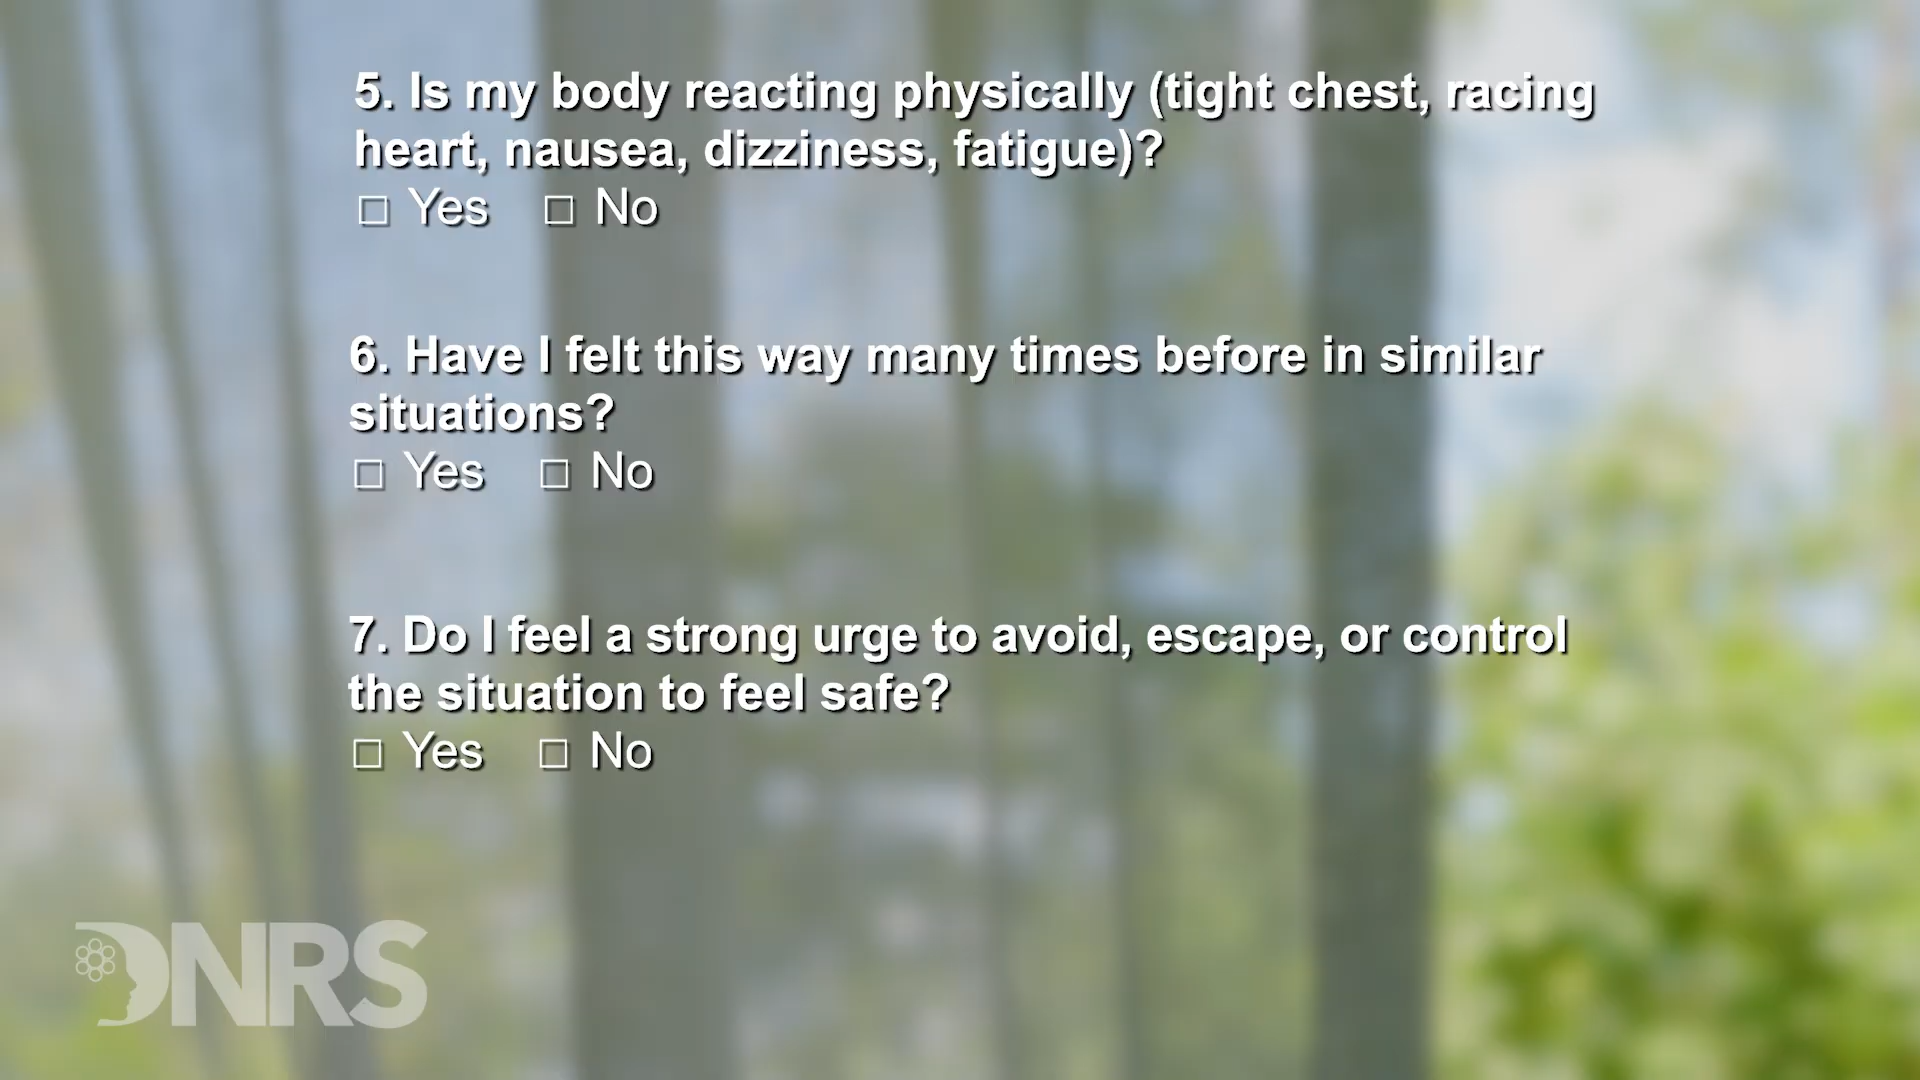 5. Is my body reacting physically (tight chest, racing
heart, nausea, dizziness, fatigue)?
□ Yes □ No
6. Have I felt this way many times before in similar
situations?
□ Yes □ No
7. Do I feel a strong urge to avoid, escape, or control
the situation to feel safe?
□ Yes □ No
DNRS